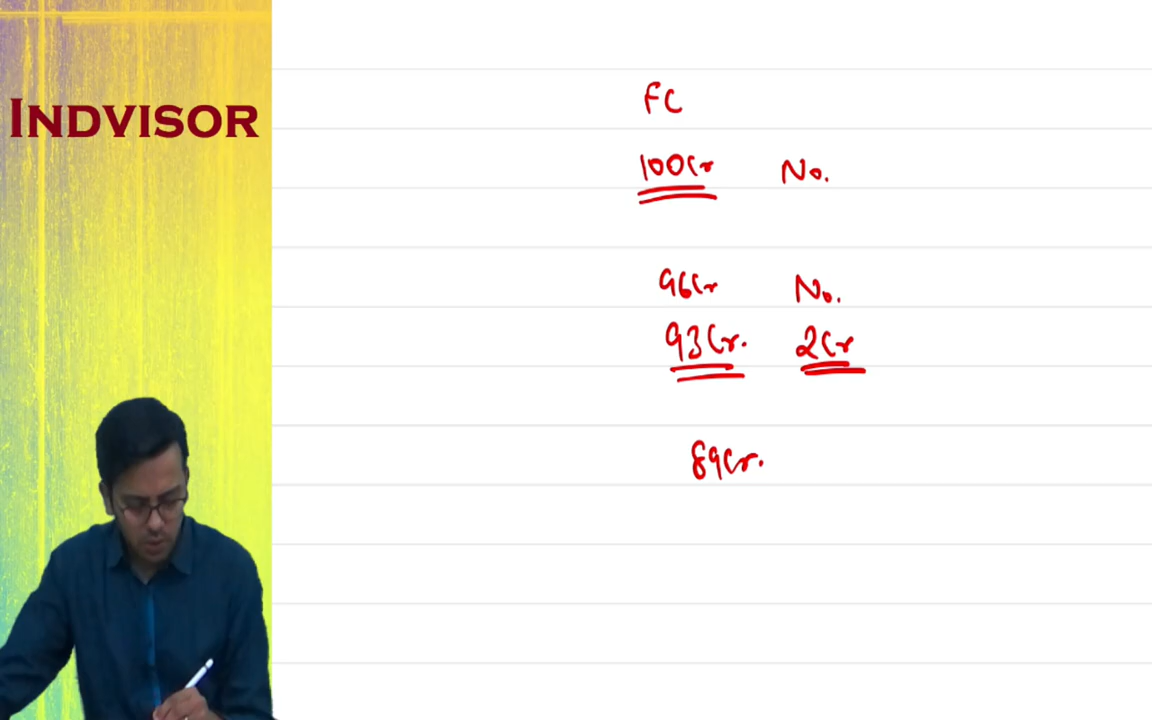 INDVISOR
FC
100Cr No.
96Cr No.
93Cr. 2Cr
89Cr.